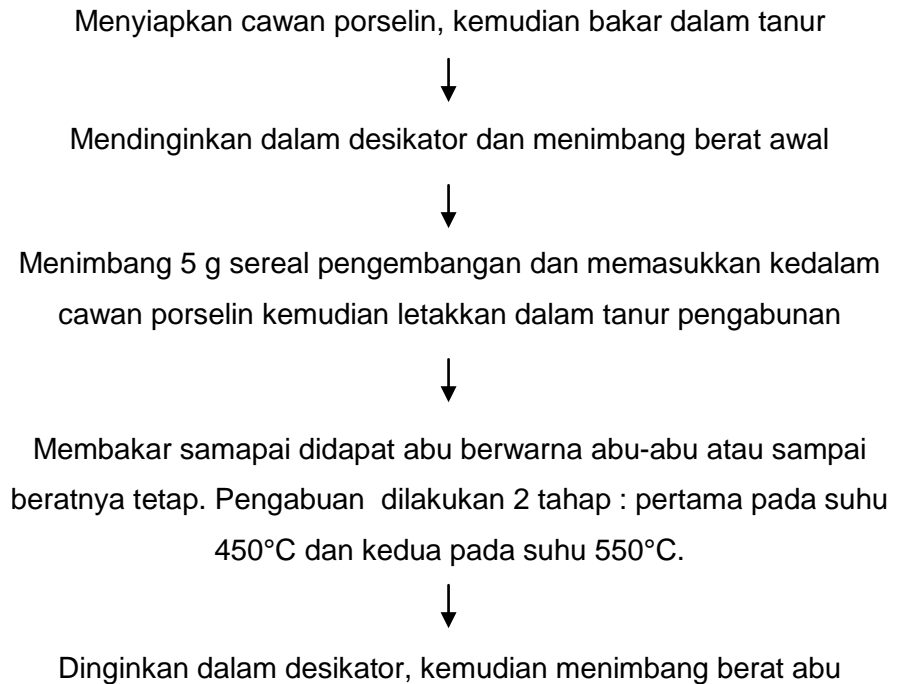 Menyiapkan cawan porselin, kemudian bakar dalam tanur
Mendinginkan dalam desikator dan menimbang berat awal
Menimbang 5 g sereal pengembangan dan memasukkan kedalam
cawan porselin kemudian letakkan dalam tanur pengabunan
Membakar samapai didapat abu berwarna abu-abu atau sampai
beratnya tetap. Pengabuan  dilakukan 2 tahap : pertama pada suhu
450°C dan kedua pada suhu 550°C.
Dinginkan dalam desikator, kemudian menimbang berat abu